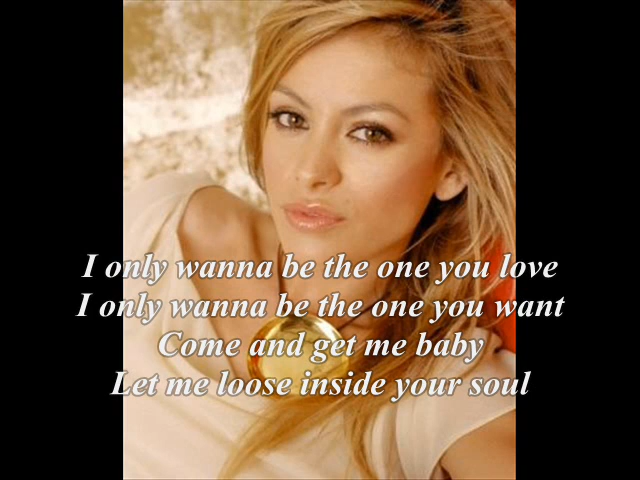 I only wanna be the one you love
I only wanna be the one you want
Come and get me baby
Let me loose inside your soul